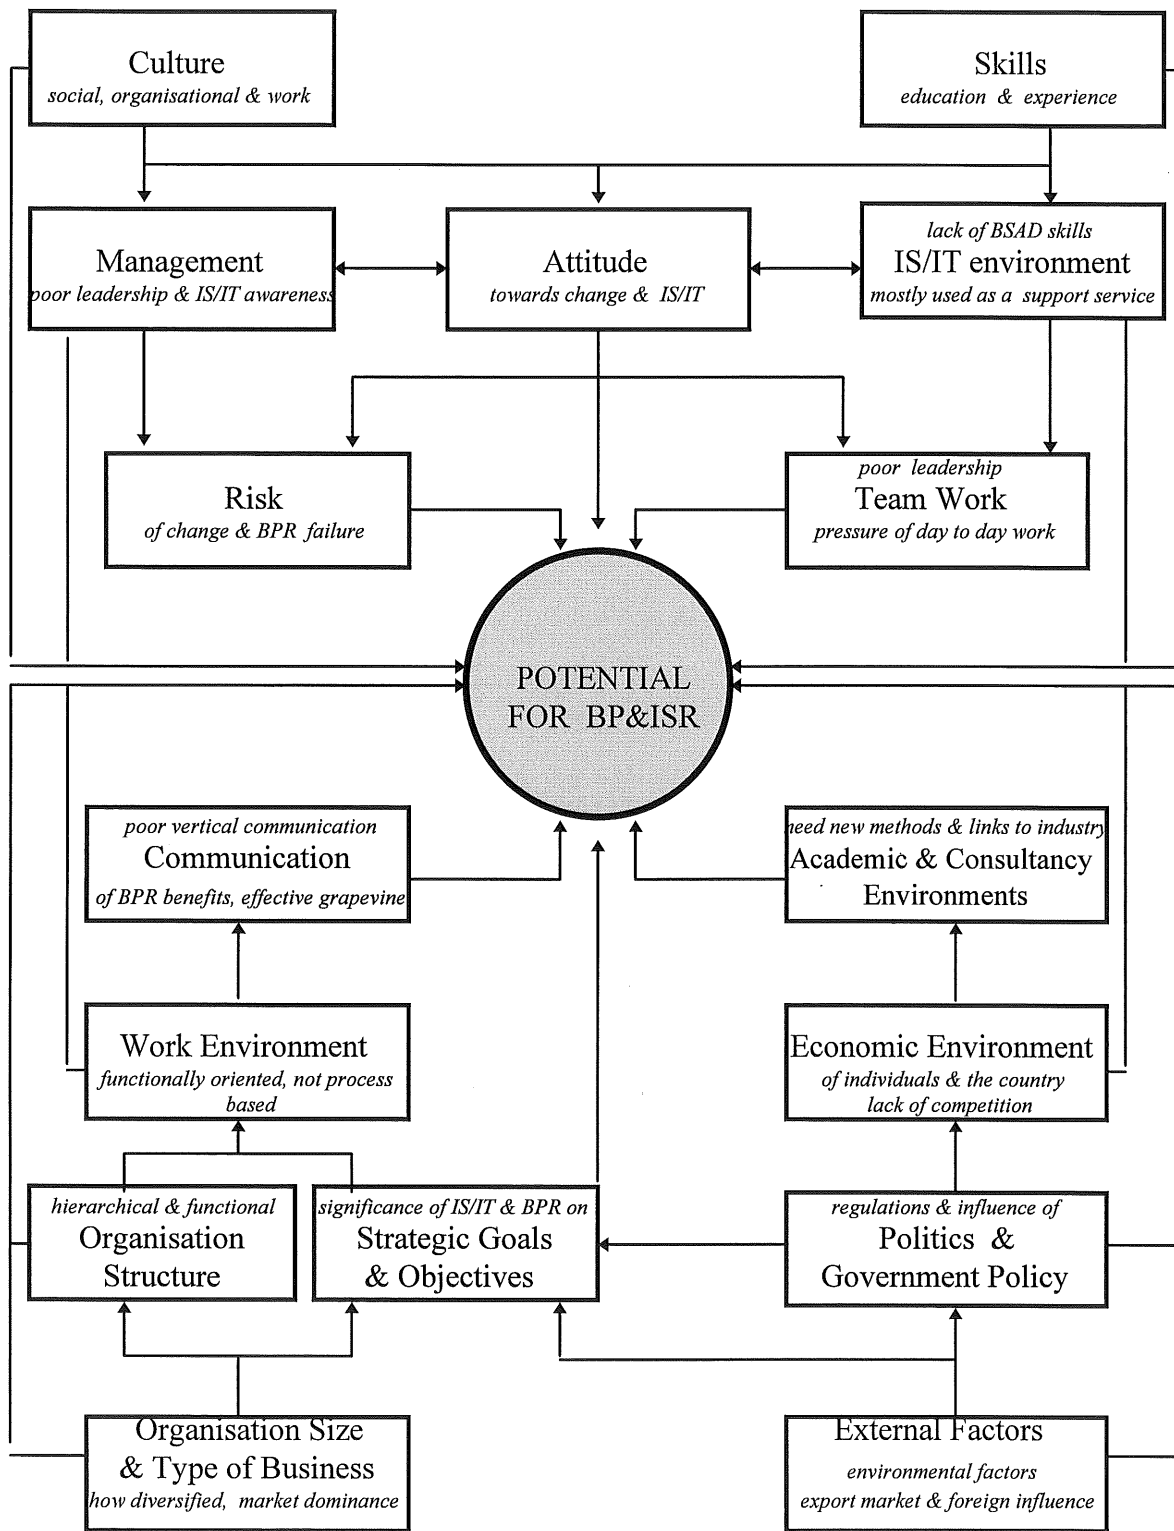 Culture
social, organisational & work
Skills
education & experience
Management
poor leadership & IS/IT awareness
Attitude
towards change & IS/IT
lack of BSAD skills
IS/IT environment
mostly used as a support service
Risk
of change & BPR failure
poor leadership
Team Work
pressure of day to day work
POTENTIAL
FOR BP&ISR
poor vertical communication
Communication
of BPR benefits, effective grapevine
need new methods & links to industry
Academic & Consultancy
Environments
Work Environment
functionally oriented, not process
based
Economic Environment
of individuals & the country
lack of competition
hierarchical & functional
Organisation
Structure
significance of IS/IT & BPR on
Strategic Goals
& Objectives
regulations & influence of
Politics &
Government Policy
Organisation Size
& Type of Business
how diversified, market dominance
External Factors
environmental factors
export market & foreign influence